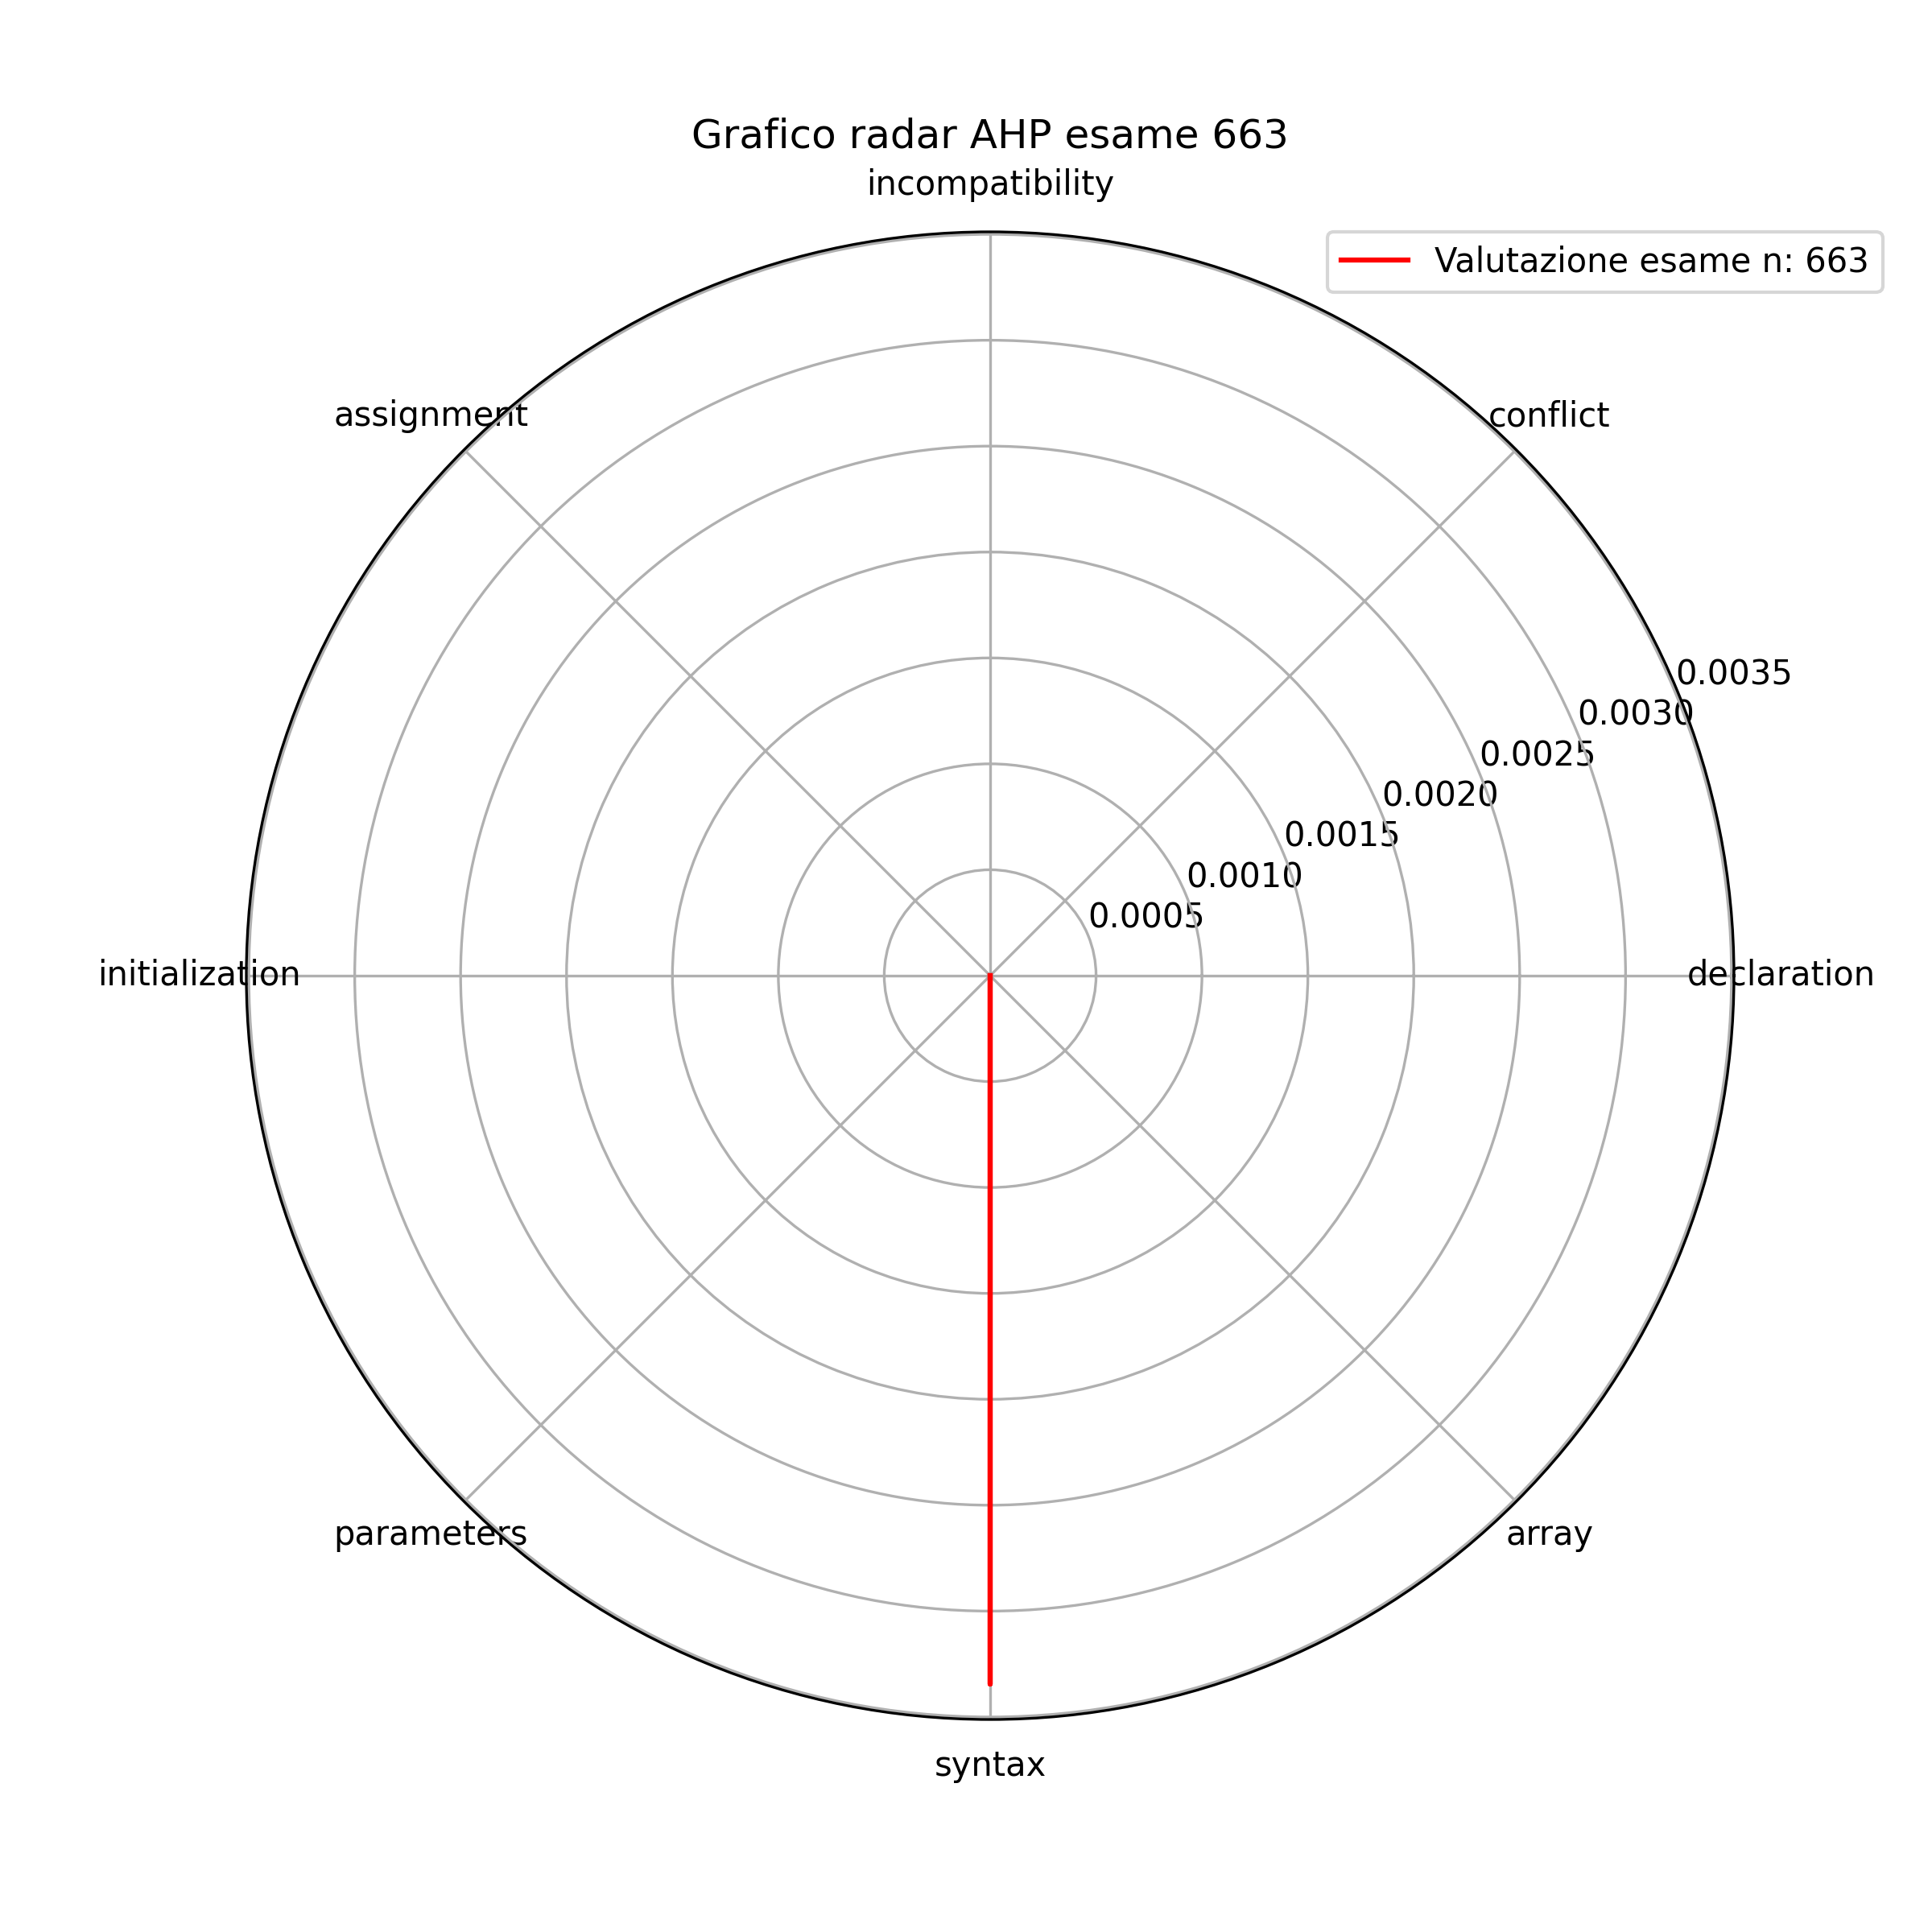 Grafico radar AHP esame 663
incompatibility
Valutazione esame n: 663
assignment
conflict
0.0035
0.0030
0.0025
0.0020
0.0015
0.0010
0.0005
initialization
declaration
parameters
array
syntax